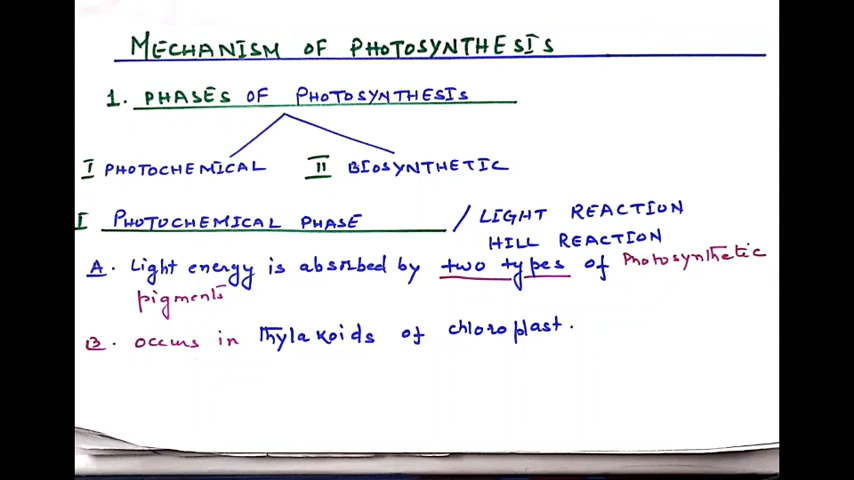 MECHANISM OF PHOTOSYNTHESIS
1. PHASES OF PHOTOSYNTHESIS
I PHOTOCHEMICAL II BIOSYNTHETIC
I PHOTOCHEMICAL PHASE / LIGHT REACTION
HILL REACTION
A. Light energy is absorbed by two types of Photosynthetic
pigments
B. occurs in Thylakoids of chloroplast.